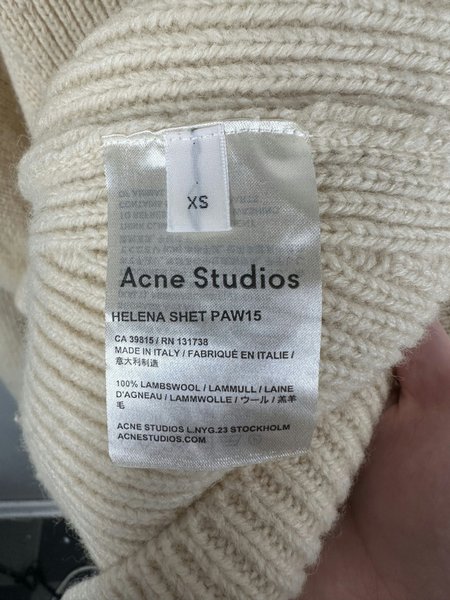 XS
Acne Studios
HELENA SHET PAW15
CA 39815 / RN 131738
MADE IN ITALY / FABRIQUÉ EN ITALIE /
意大利制造
100% LAMBSWOOL / LAMMULL / LAINE
D'AGNEAU / LAMMWOLLE / ウール / 羔羊
毛
ACNE STUDIOS L.NYG.23 STOCKHOLM
ACNESTUDIOS.COM